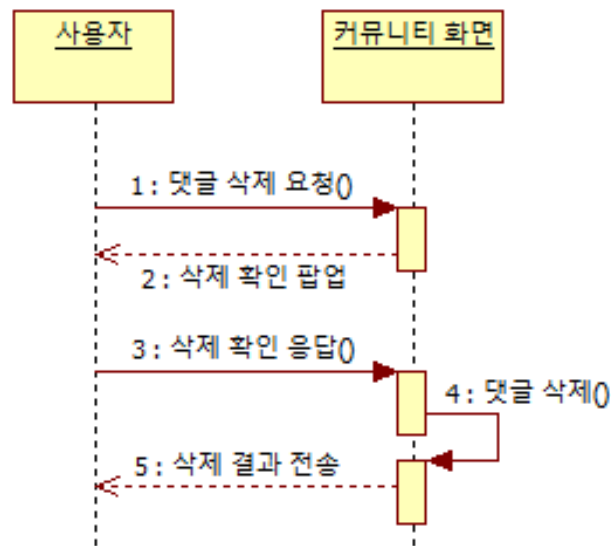 사용자
커뮤니티 화면
1 : 댓글 삭제 요청()
2 : 삭제 확인 팝업
3 : 삭제 확인 응답()
4 : 댓글 삭제()
5 : 삭제 결과 전송